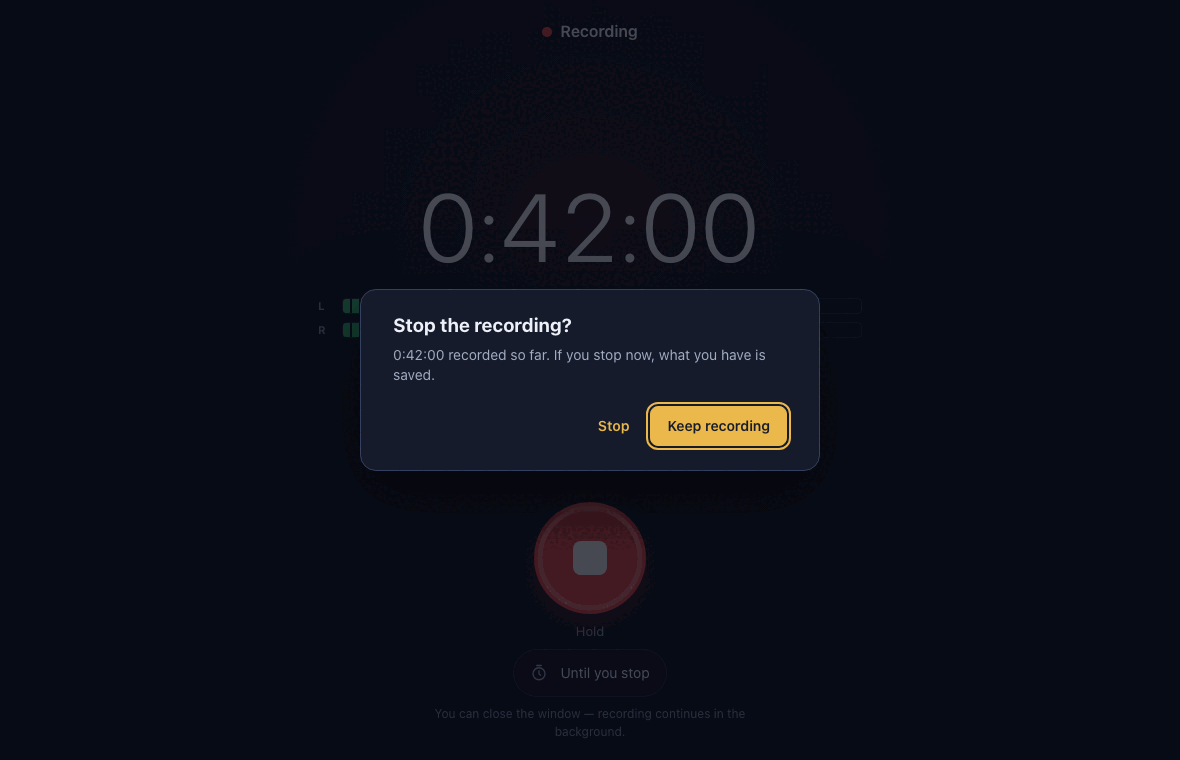 Recording
0:42:00
L
R
Stop the recording?
0:42:00 recorded so far. If you stop now, what you have is
saved.
Stop
Keep recording
Hold
Until you stop
You can close the window — recording continues in the
background.